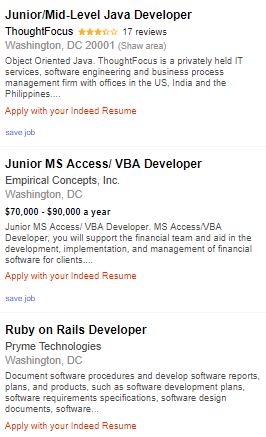 Junior/Mid-Level Java Developer
ThoughtFocus 17 reviews
Washington, DC 20001 (Shaw area)
Object Oriented Java. ThoughtFocus is a privately held IT
services, software engineering and business process
management firm with offices in the US, India and the
Philippines....
Apply with your Indeed Resume
save job
Junior MS Access/ VBA Developer
Empirical Concepts, Inc.
Washington, DC
$70,000 - $90,000 a year
Junior MS Access/ VBA Developer. MS Access/VBA
Developer, you will support the financial team and aid in the
development, implementation, and management of financial
software for clients....
Apply with your Indeed Resume
save job
Ruby on Rails Developer
Pryme Technologies
Washington, DC
Document software procedures and develop software reports,
plans, and products, such as software development plans,
software requirements specifications, software design
documents, software...
Apply with your Indeed Resume